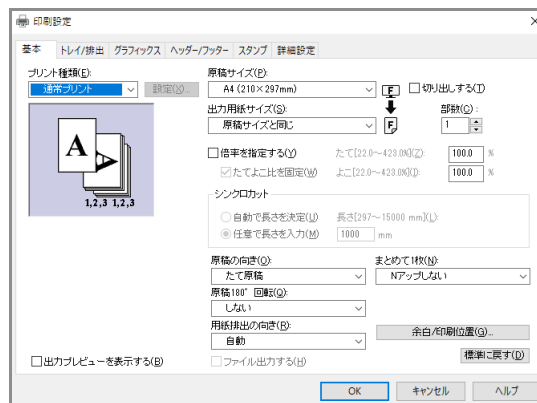 印刷設定
基本 トレイ/排出 グラフィックス ヘッダー/フッター スタンプ 詳細設定
プリント種類(E):
通常プリント
設定(X)...
A
1,2,3 1,2,3
原稿サイズ(P):
A4 (210×297mm)
切り出しする(T)
出力用紙サイズ(S):
原稿サイズと同じ
F
F
部数(C):
1
倍率を指定する(Y)
たて[22.0～423.0%](Z): 100.0 %
たてよこ比を固定(W)
よこ[22.0～423.0%](I): 100.0 %
シンクロカット
自動で長さを決定(U)
長さ[297～15000 mm](L):
任意で長さを入力(M)
1000 mm
原稿の向き(O):
たて原稿
まとめて1枚(N):
Nアップしない
原稿180° 回転(Q):
しない
用紙排出の向き(R):
自動
余白/印刷位置(G)...
出力プレビューを表示する(B)
ファイル出力する(H)
標準に戻す(D)
OK キャンセル ヘルプ